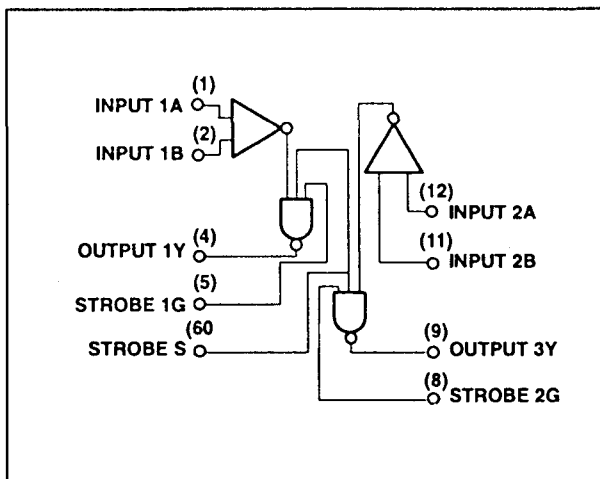 (1)
INPUT 1A
(2)
INPUT 1B
(12)
INPUT 2A
(11)
INPUT 2B
(4)
OUTPUT 1Y
(5)
STROBE 1G
(60
STROBE S
(9)
OUTPUT 3Y
(8)
STROBE 2G